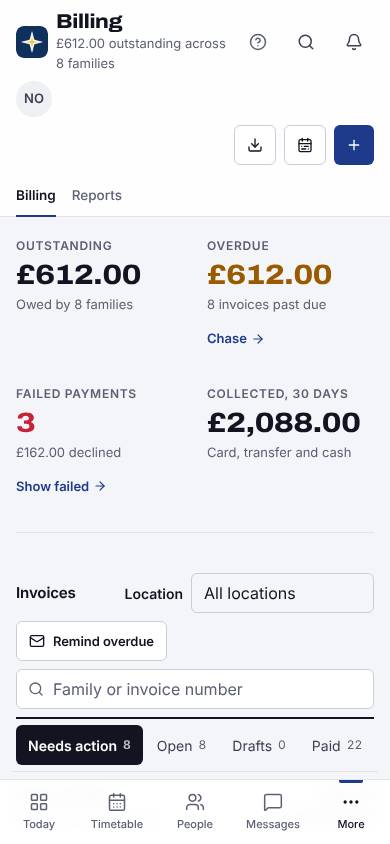 Billing
£612.00 outstanding across
8 families
NO
Billing Reports
OUTSTANDING
£612.00
Owed by 8 families
OVERDUE
£612.00
8 invoices past due
Chase →
FAILED PAYMENTS
3
£162.00 declined
Show failed →
COLLECTED, 30 DAYS
£2,088.00
Card, transfer and cash
Invoices Location All locations
Remind overdue
Family or invoice number
Needs action 8 Open 8 Drafts 0 Paid 22
Today Timetable People Messages More